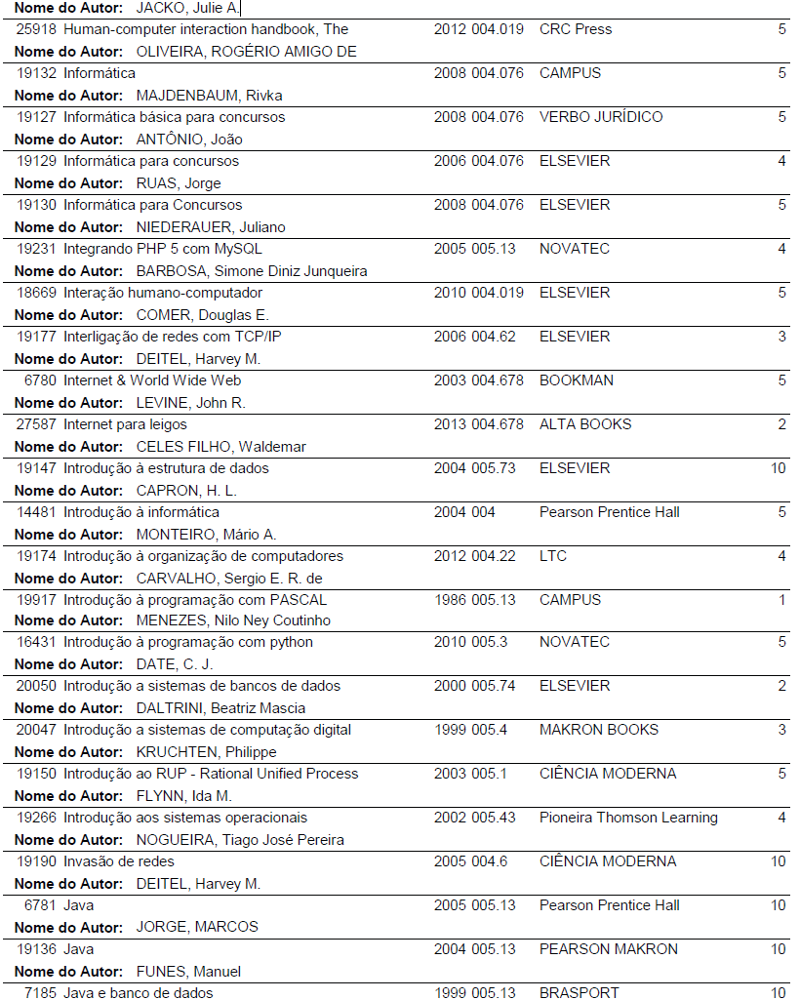 Nome do Autor: JACKO, Julie A.
25918 Human-computer interaction handbook, The 2012 004.019 CRC Press 5
Nome do Autor: OLIVEIRA, ROGÉRIO AMIGO DE
19132 Informática 2008 004.076 CAMPUS 5
Nome do Autor: MAJDENBAUM, Rivka
19127 Informática básica para concursos 2008 004.076 VERBO JURÍDICO 5
Nome do Autor: ANTÔNIO, João
19129 Informática para concursos 2006 004.076 ELSEVIER 4
Nome do Autor: RUAS, Jorge
19130 Informática para Concursos 2008 004.076 ELSEVIER 5
Nome do Autor: NIEDERAUER, Juliano
19231 Integrando PHP 5 com MySQL 2005 005.13 NOVATEC 4
Nome do Autor: BARBOSA, Simone Diniz Junqueira
18669 Interação humano-computador 2010 004.019 ELSEVIER 5
Nome do Autor: COMER, Douglas E.
19177 Interligação de redes com TCP/IP 2006 004.62 ELSEVIER 3
Nome do Autor: DEITEL, Harvey M.
6780 Internet & World Wide Web 2003 004.678 BOOKMAN 5
Nome do Autor: LEVINE, John R.
27587 Internet para leigos 2013 004.678 ALTA BOOKS 2
Nome do Autor: CELES FILHO, Waldemar
19147 Introdução à estrutura de dados 2004 005.73 ELSEVIER 10
Nome do Autor: CAPRON, H. L.
14481 Introdução à informática 2004 004 Pearson Prentice Hall 5
Nome do Autor: MONTEIRO, Mário A.
19174 Introdução à organização de computadores 2012 004.22 LTC 4
Nome do Autor: CARVALHO, Sergio E. R. de
19917 Introdução à programação com PASCAL 1986 005.13 CAMPUS 1
Nome do Autor: MENEZES, Nilo Ney Coutinho
16431 Introdução à programação com python 2010 005.3 NOVATEC 5
Nome do Autor: DATE, C. J.
20050 Introdução a sistemas de bancos de dados 2000 005.74 ELSEVIER 2
Nome do Autor: DALTRINI, Beatriz Mascia
20047 Introdução a sistemas de computação digital 1999 005.4 MAKRON BOOKS 3
Nome do Autor: KRUCHTEN, Philippe
19150 Introdução ao RUP - Rational Unified Process 2003 005.1 CIÊNCIA MODERNA 5
Nome do Autor: FLYNN, Ida M.
19266 Introdução aos sistemas operacionais 2002 005.43 Pioneira Thomson Learning 4
Nome do Autor: NOGUEIRA, Tiago José Pereira
19190 Invasão de redes 2005 004.6 CIÊNCIA MODERNA 10
Nome do Autor: DEITEL, Harvey M.
6781 Java 2005 005.13 Pearson Prentice Hall 10
Nome do Autor: JORGE, MARCOS
19136 Java 2004 005.13 PEARSON MAKRON 10
Nome do Autor: FUNES, Manuel
7185 Java e banco de dados 1999 005.13 BRASPORT 10